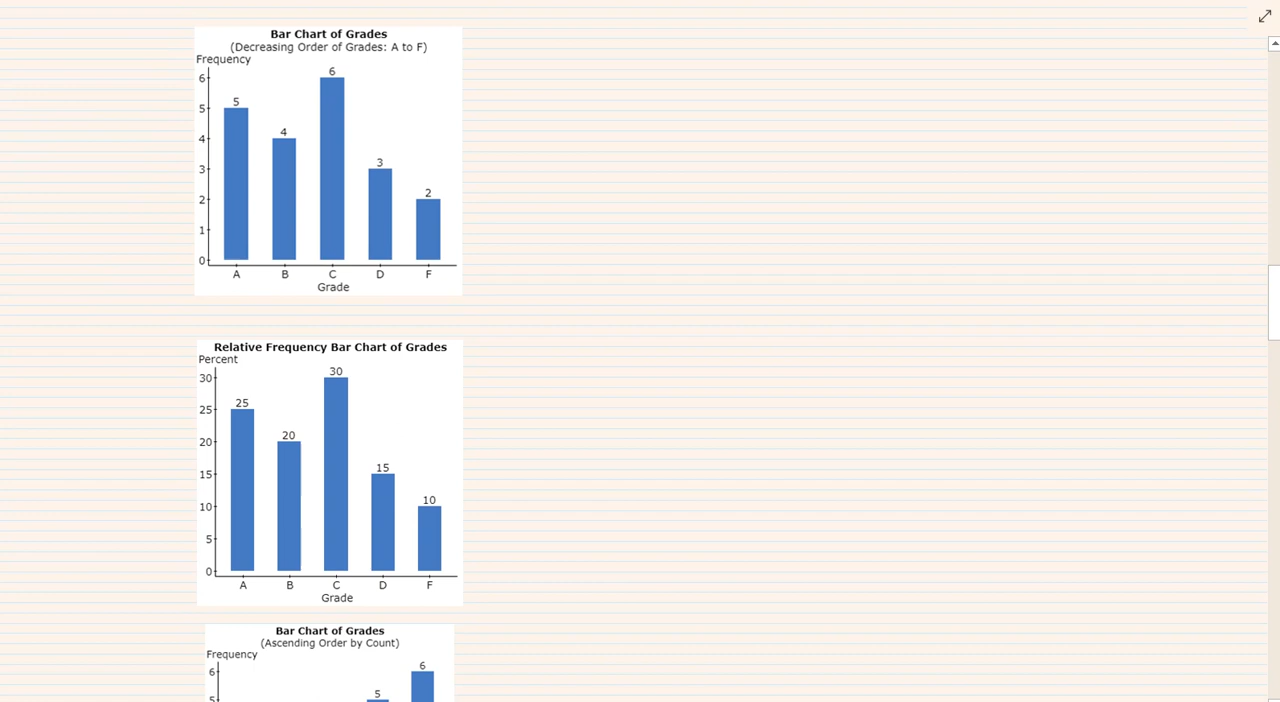 Bar Chart of Grades
(Decreasing Order of Grades: A to F)
Frequency
6
6
5
5
4
4
3
3
2
2
1
0
A B C D F
Grade
Relative Frequency Bar Chart of Grades
Percent
30
30
25
25
20
20
15
15
10
10
5
0
A B C D F
Grade
Bar Chart of Grades
(Ascending Order by Count)
Frequency
6
6
5
5